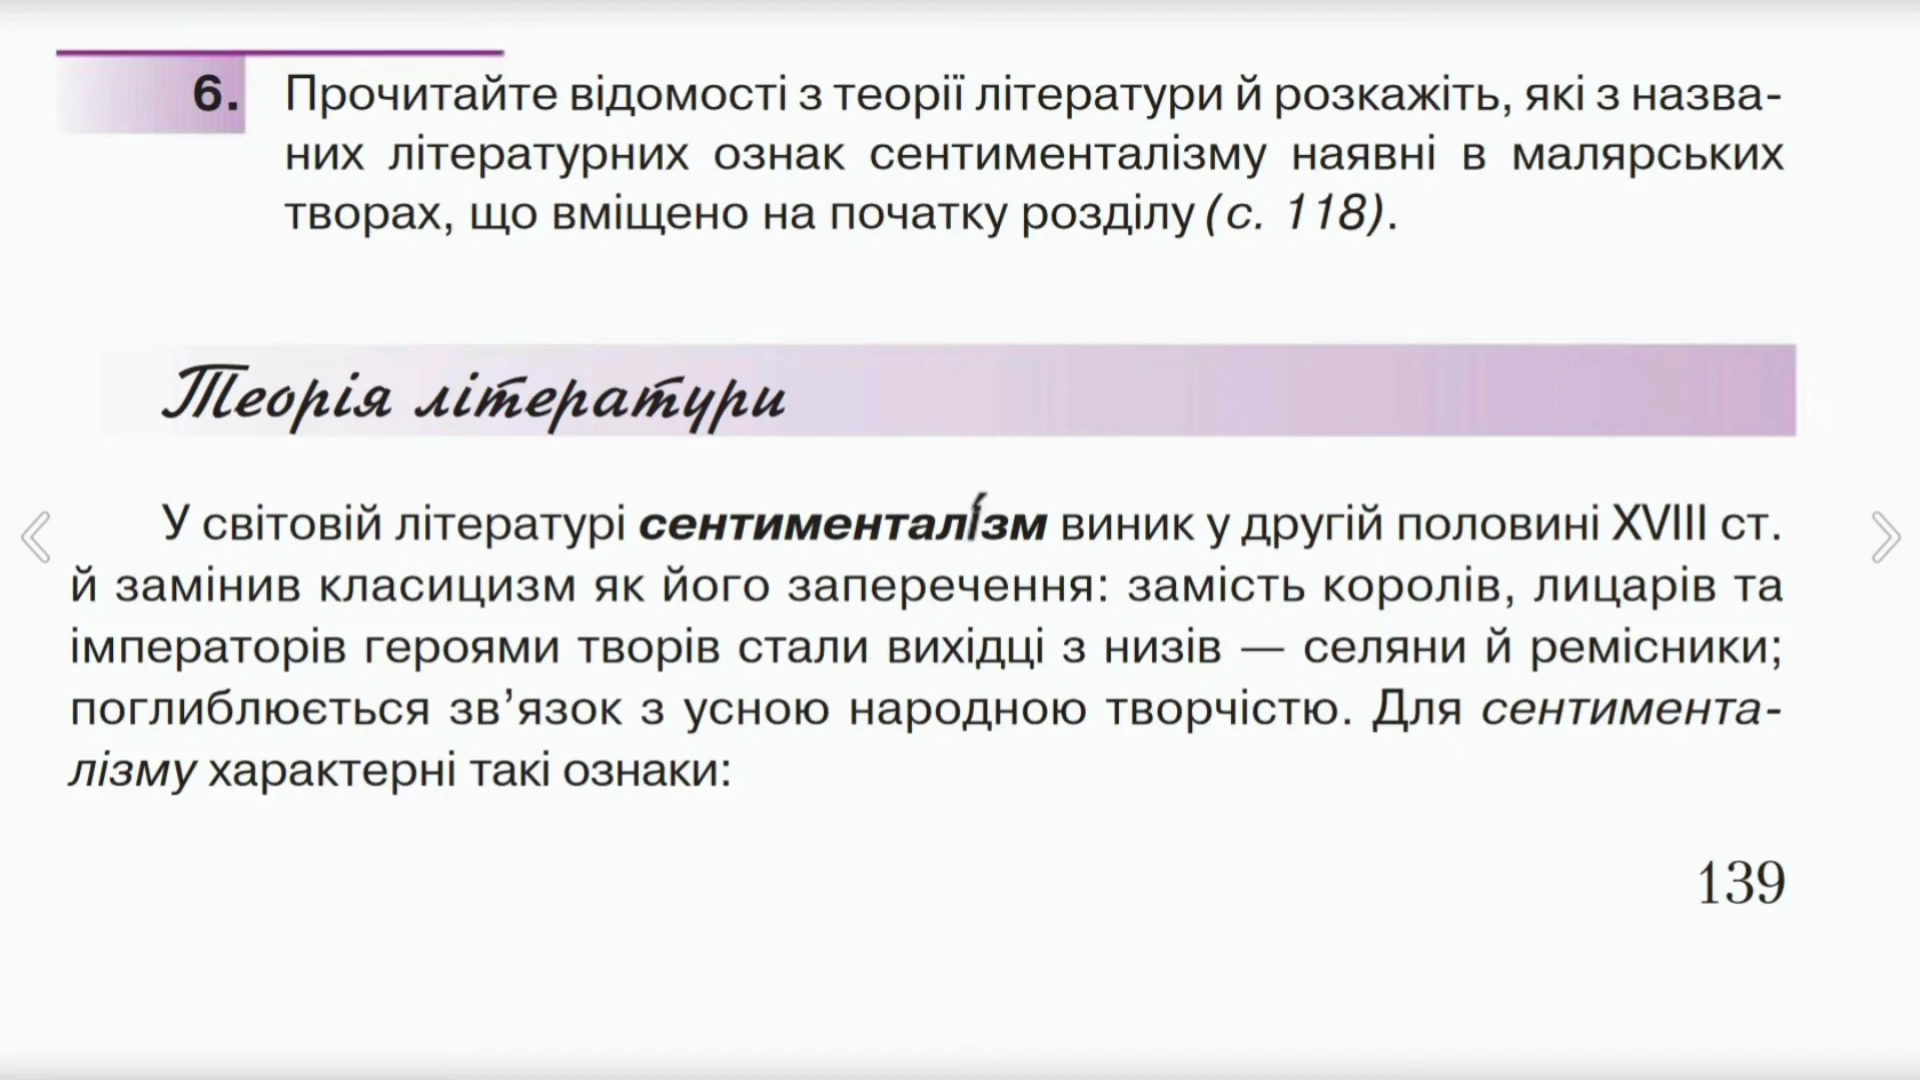 6. Прочитайте відомості з теорії літератури й розкажіть, які з назва-
них літературних ознак сентименталізму наявні в малярських
творах, що вміщено на початку розділу (с. 118).
Теорія літератури
У світовій літературі сентименталі́зм виник у другій половині XVIII ст.
й замінив класицизм як його заперечення: замість королів, лицарів та
імператорів героями творів стали вихідці з низів — селяни й ремісники;
поглиблюється зв’язок з усною народною творчістю. Для сентимента-
лізму характерні такі ознаки:
139